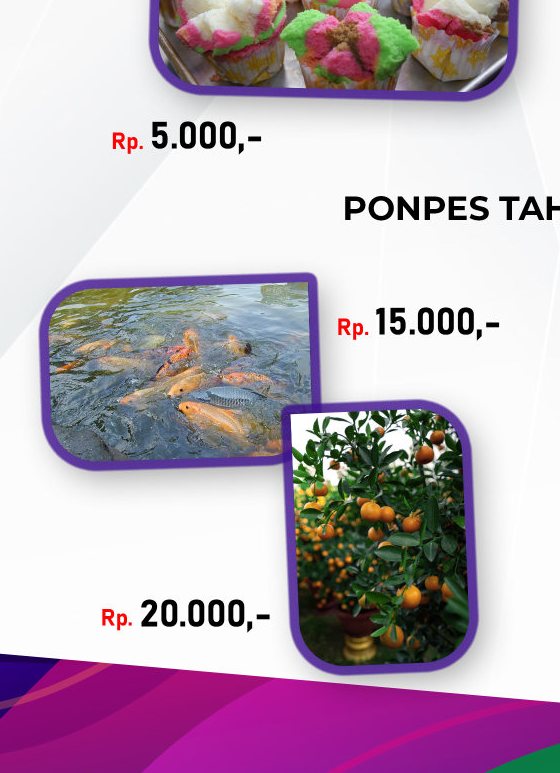 Rp. 5.000,-
PONPES TAH
Rp. 15.000,-
Rp. 20.000,-